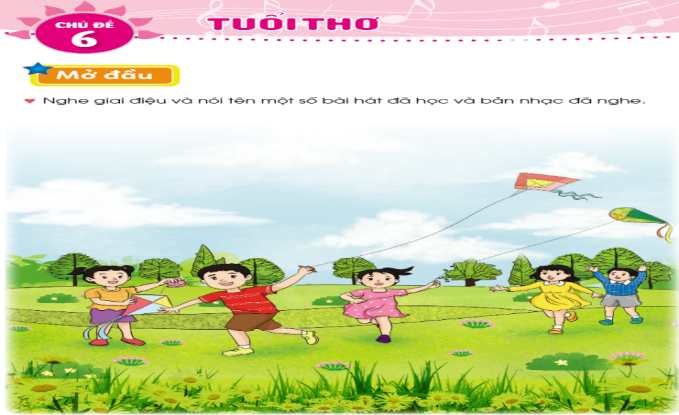 CHỦ ĐỀ
6
TUỔI THƠ
Mở đầu
Nghe giai điệu và nói tên một số bài hát đã học và bản nhạc đã nghe.